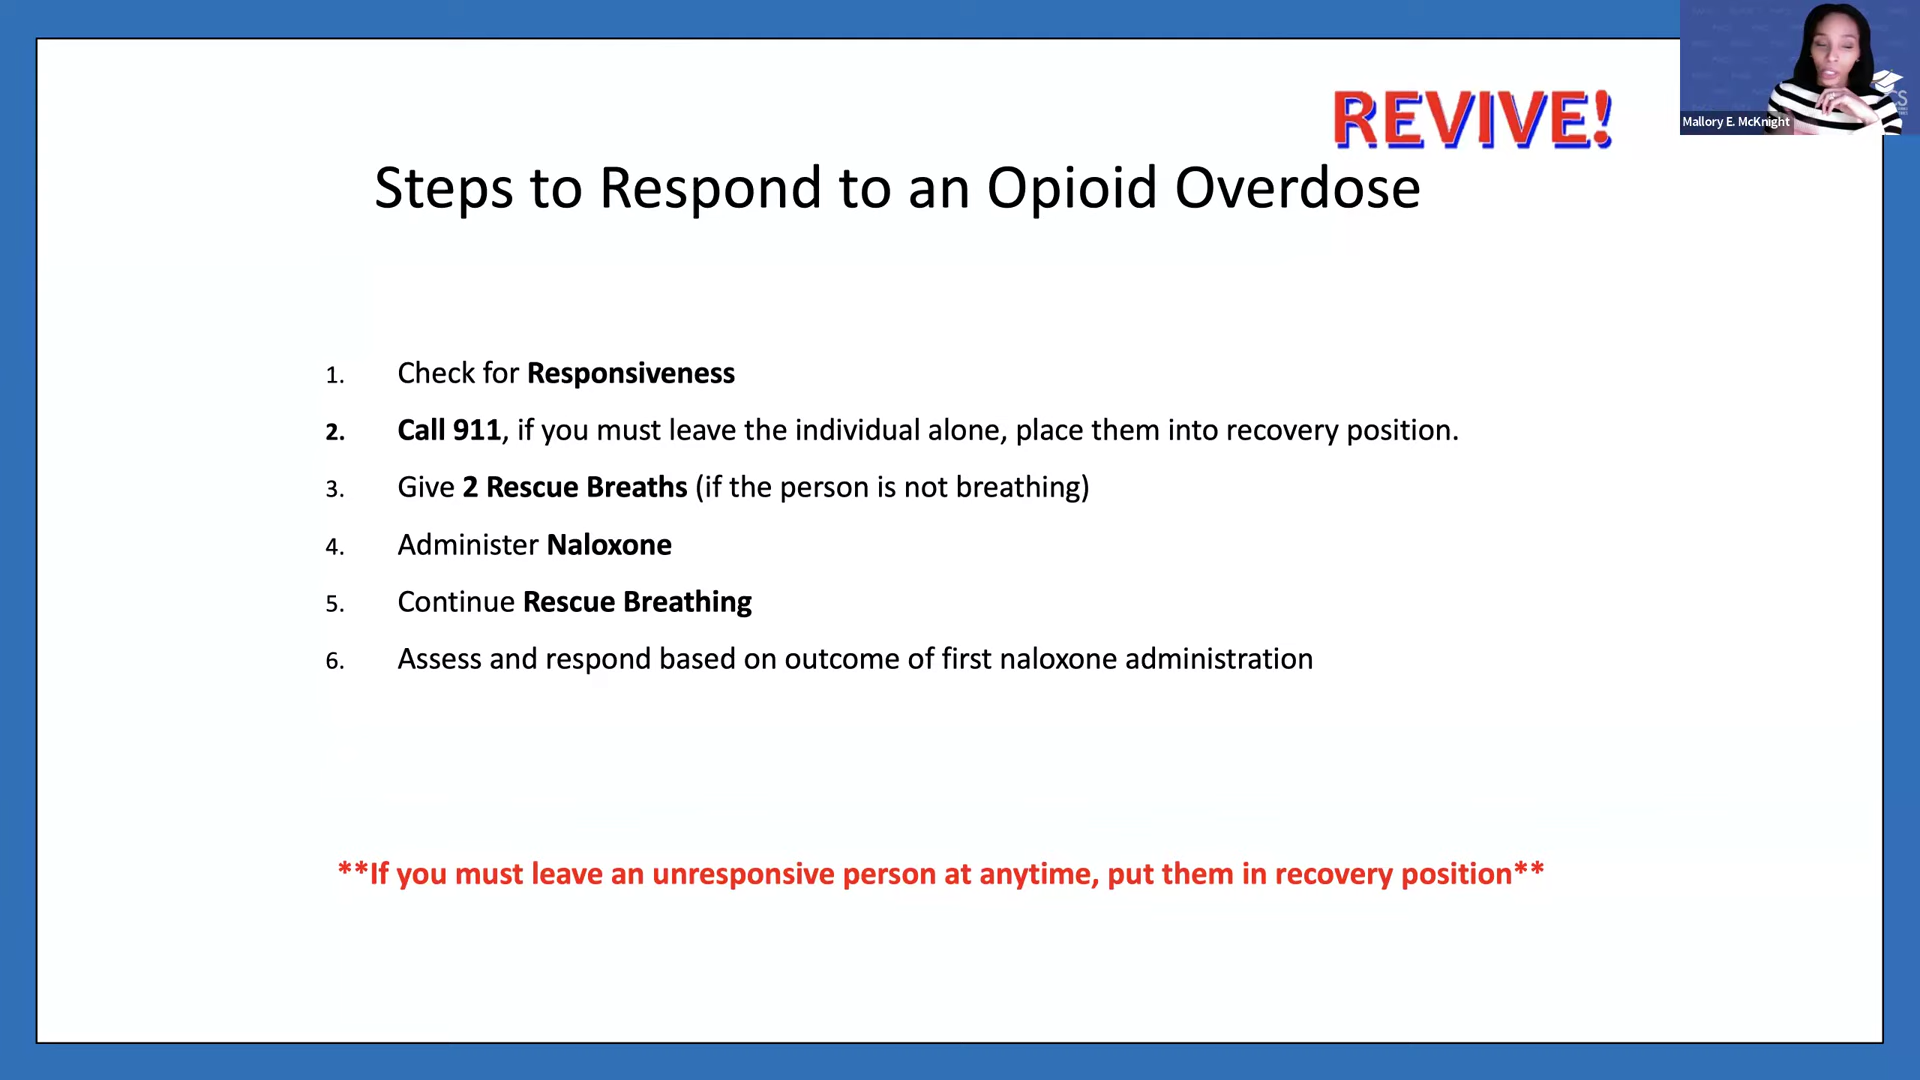 REVIVE!
Mallory E. McKnight
Steps to Respond to an Opioid Overdose
1. Check for Responsiveness
2. Call 911, if you must leave the individual alone, place them into recovery position.
3. Give 2 Rescue Breaths (if the person is not breathing)
4. Administer Naloxone
5. Continue Rescue Breathing
6. Assess and respond based on outcome of first naloxone administration
**If you must leave an unresponsive person at anytime, put them in recovery position**